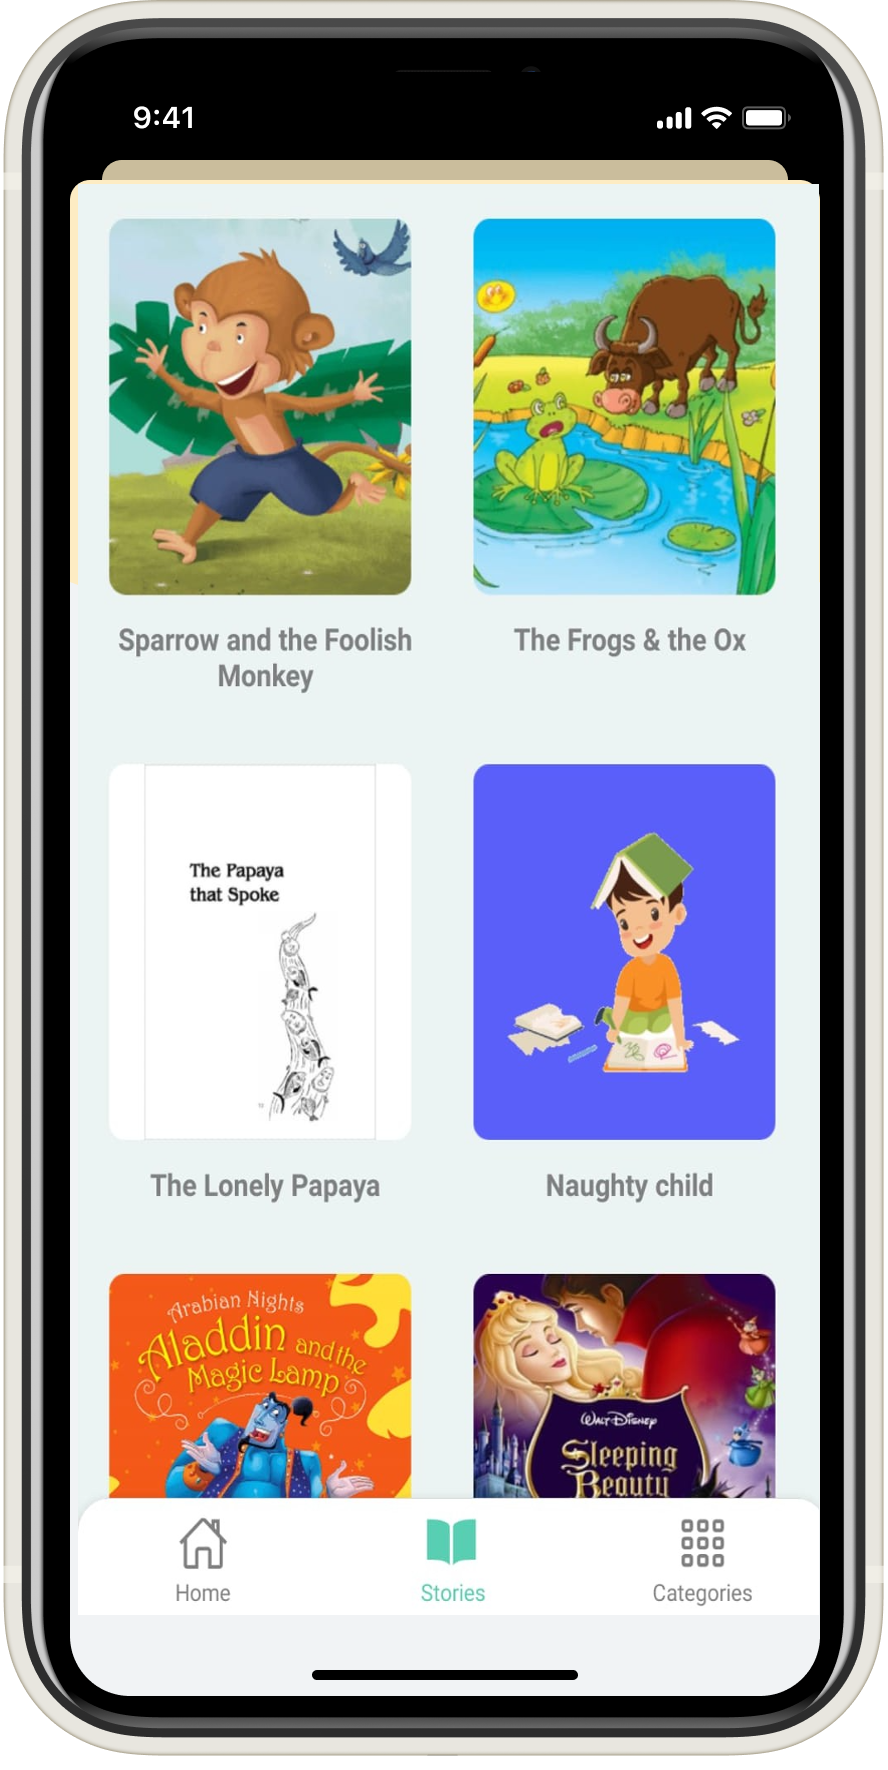 9:41
Sparrow and the Foolish
Monkey
The Frogs & the Ox
The Papaya
that Spoke
The Lonely Papaya
Naughty child
Arabian Nights
Aladdin and the
Magic Lamp
WALT DISNEY
Sleeping
Beauty
Home
Stories
Categories